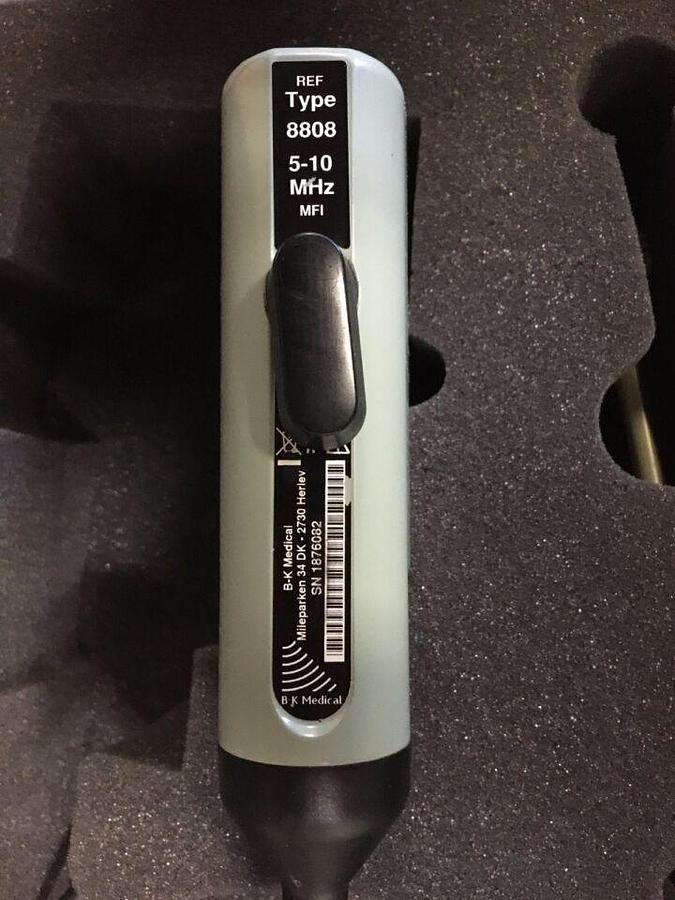 REF
Type
8808
5-10
MHz
MFI
B-K Medical
Mileparken 34 DK - 2730 Herlev
SN 1876082
B-K Medical